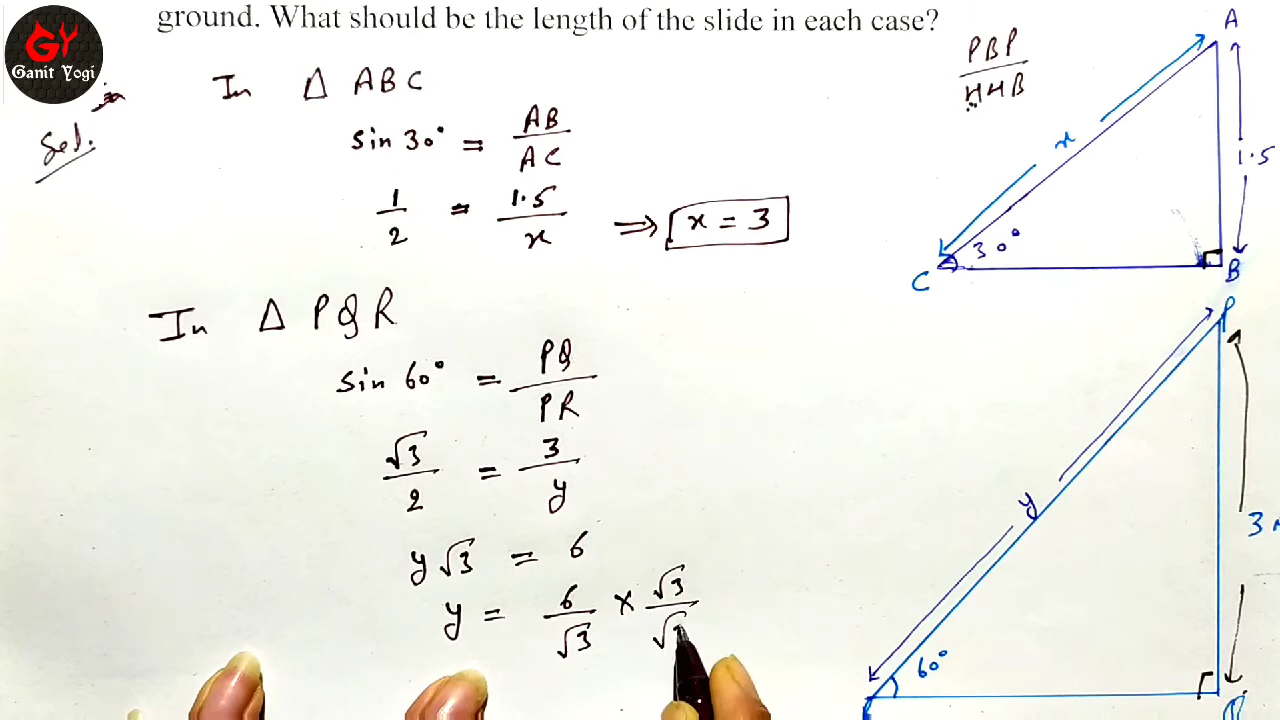 ground. What should be the length of the slide in each case?
GY
Ganit Yogi
Sol.
In Δ ABC
sin 30° = AB/AC
1/2 = 1.5/x ⇒ x = 3
In Δ PQR
sin 60° = PQ/PR
√3/2 = 3/y
y√3 = 6
y = 6/√3 × √3/√
PBP
HHB
A
x
1.5
30°
C
B
P
y
3
60°